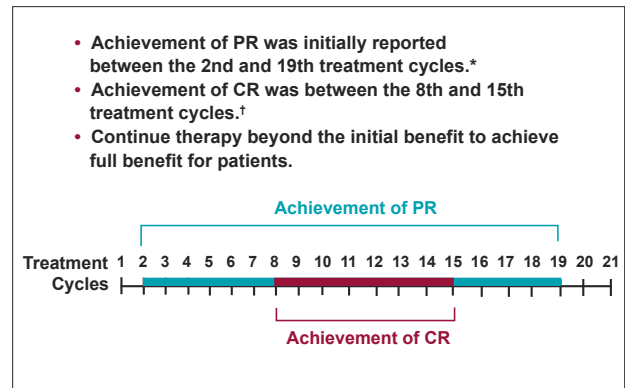 • Achievement of PR was initially reported
between the 2nd and 19th treatment cycles.*
• Achievement of CR was between the 8th and 15th
treatment cycles.†
• Continue therapy beyond the initial benefit to achieve
full benefit for patients.
Achievement of PR
Treatment Cycles 1 2 3 4 5 6 7 8 9 10 11 12 13 14 15 16 17 18 19 20 21
Achievement of CR